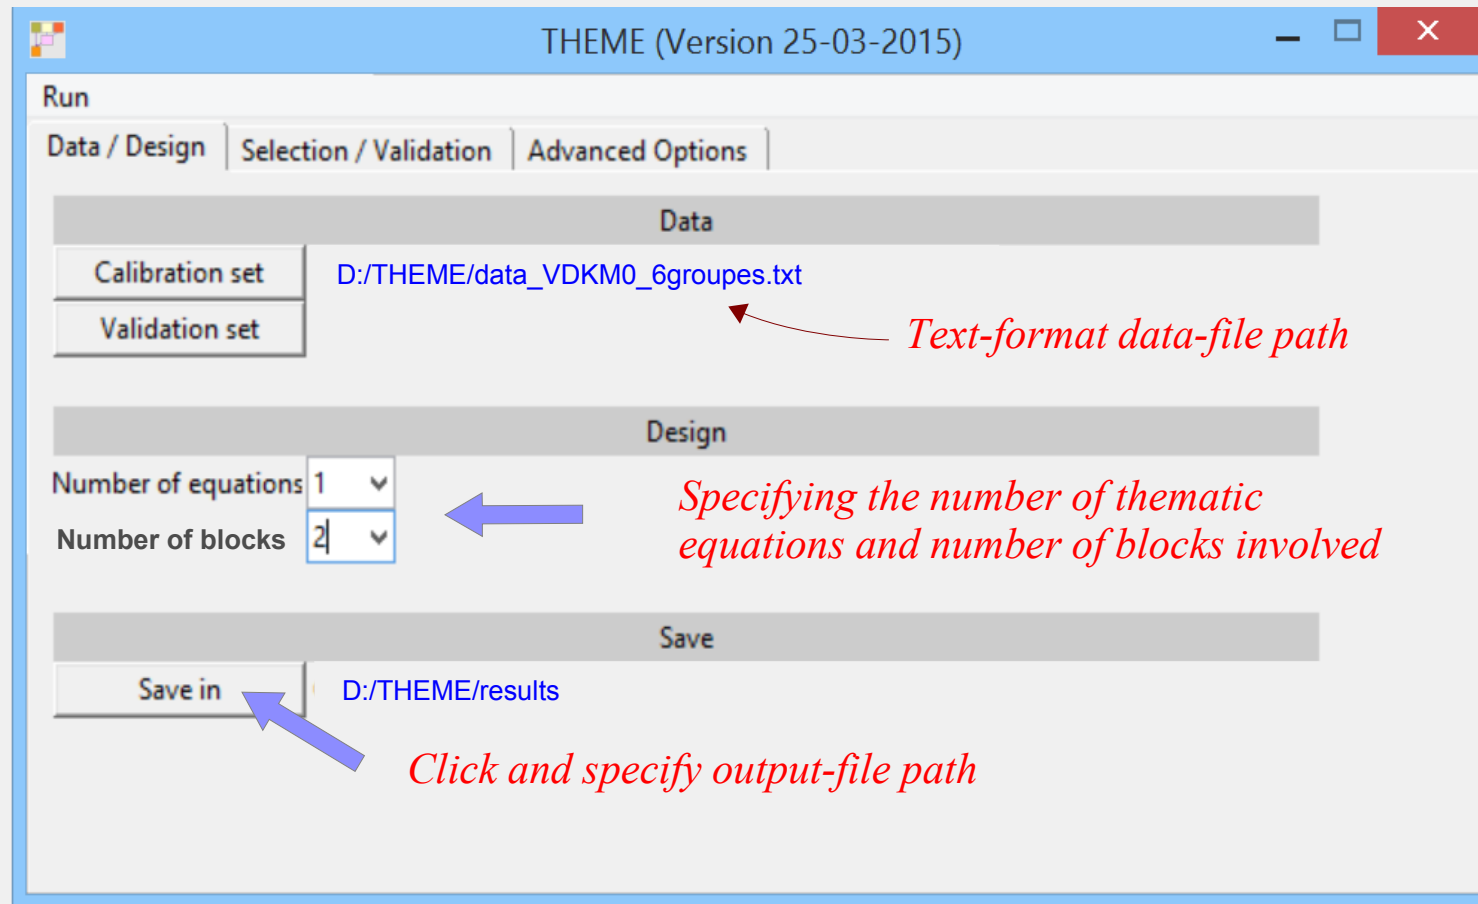 THEME (Version 25-03-2015)
Run
Data / Design
Selection / Validation
Advanced Options
Data
Calibration set
D:/THEME/data_VDKM0_6groupes.txt
Validation set
Text-format data-file path
Design
Number of equations 1
Number of blocks 2
Specifying the number of thematic
equations and number of blocks involved
Save
Save in
D:/THEME/results
Click and specify output-file path